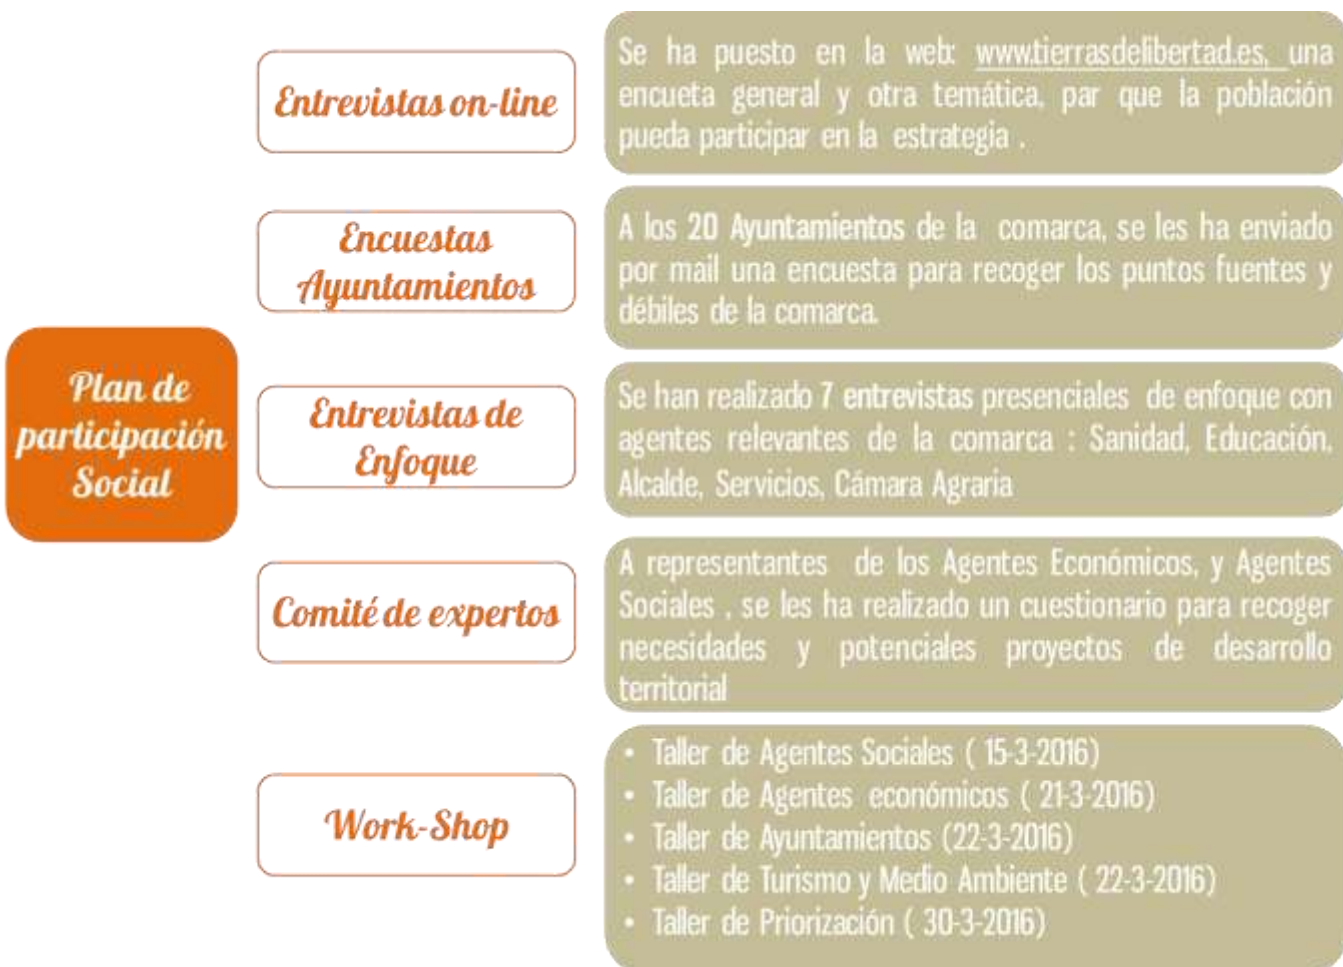 Plan de
participación
Social
Entrevistas on-line
Se ha puesto en la web: www.tierrasdelibertad.es, una
encueta general y otra temática, par que la población
pueda participar en la estrategia .
Encuestas
Ayuntamientos
A los 20 Ayuntamientos de la comarca, se les ha enviado
por mail una encuesta para recoger los puntos fuentes y
débiles de la comarca.
Entrevistas de
Enfoque
Se han realizado 7 entrevistas presenciales de enfoque con
agentes relevantes de la comarca : Sanidad, Educación,
Alcalde, Servicios, Cámara Agraria
Comité de expertos
A representantes de los Agentes Económicos, y Agentes
Sociales , se les ha realizado un cuestionario para recoger
necesidades y potenciales proyectos de desarrollo
territorial
Work-Shop
• Taller de Agentes Sociales ( 15-3-2016)
• Taller de Agentes económicos ( 21-3-2016)
• Taller de Ayuntamientos (22-3-2016)
• Taller de Turismo y Medio Ambiente ( 22-3-2016)
• Taller de Priorización ( 30-3-2016)